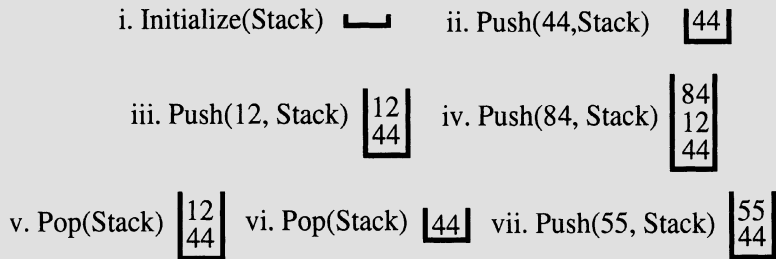 i. Initialize(Stack) ii. Push(44,Stack) 44
iii. Push(12, Stack) 12 44 iv. Push(84, Stack) 84 12 44
v. Pop(Stack) 12 44 vi. Pop(Stack) 44 vii. Push(55, Stack) 55 44